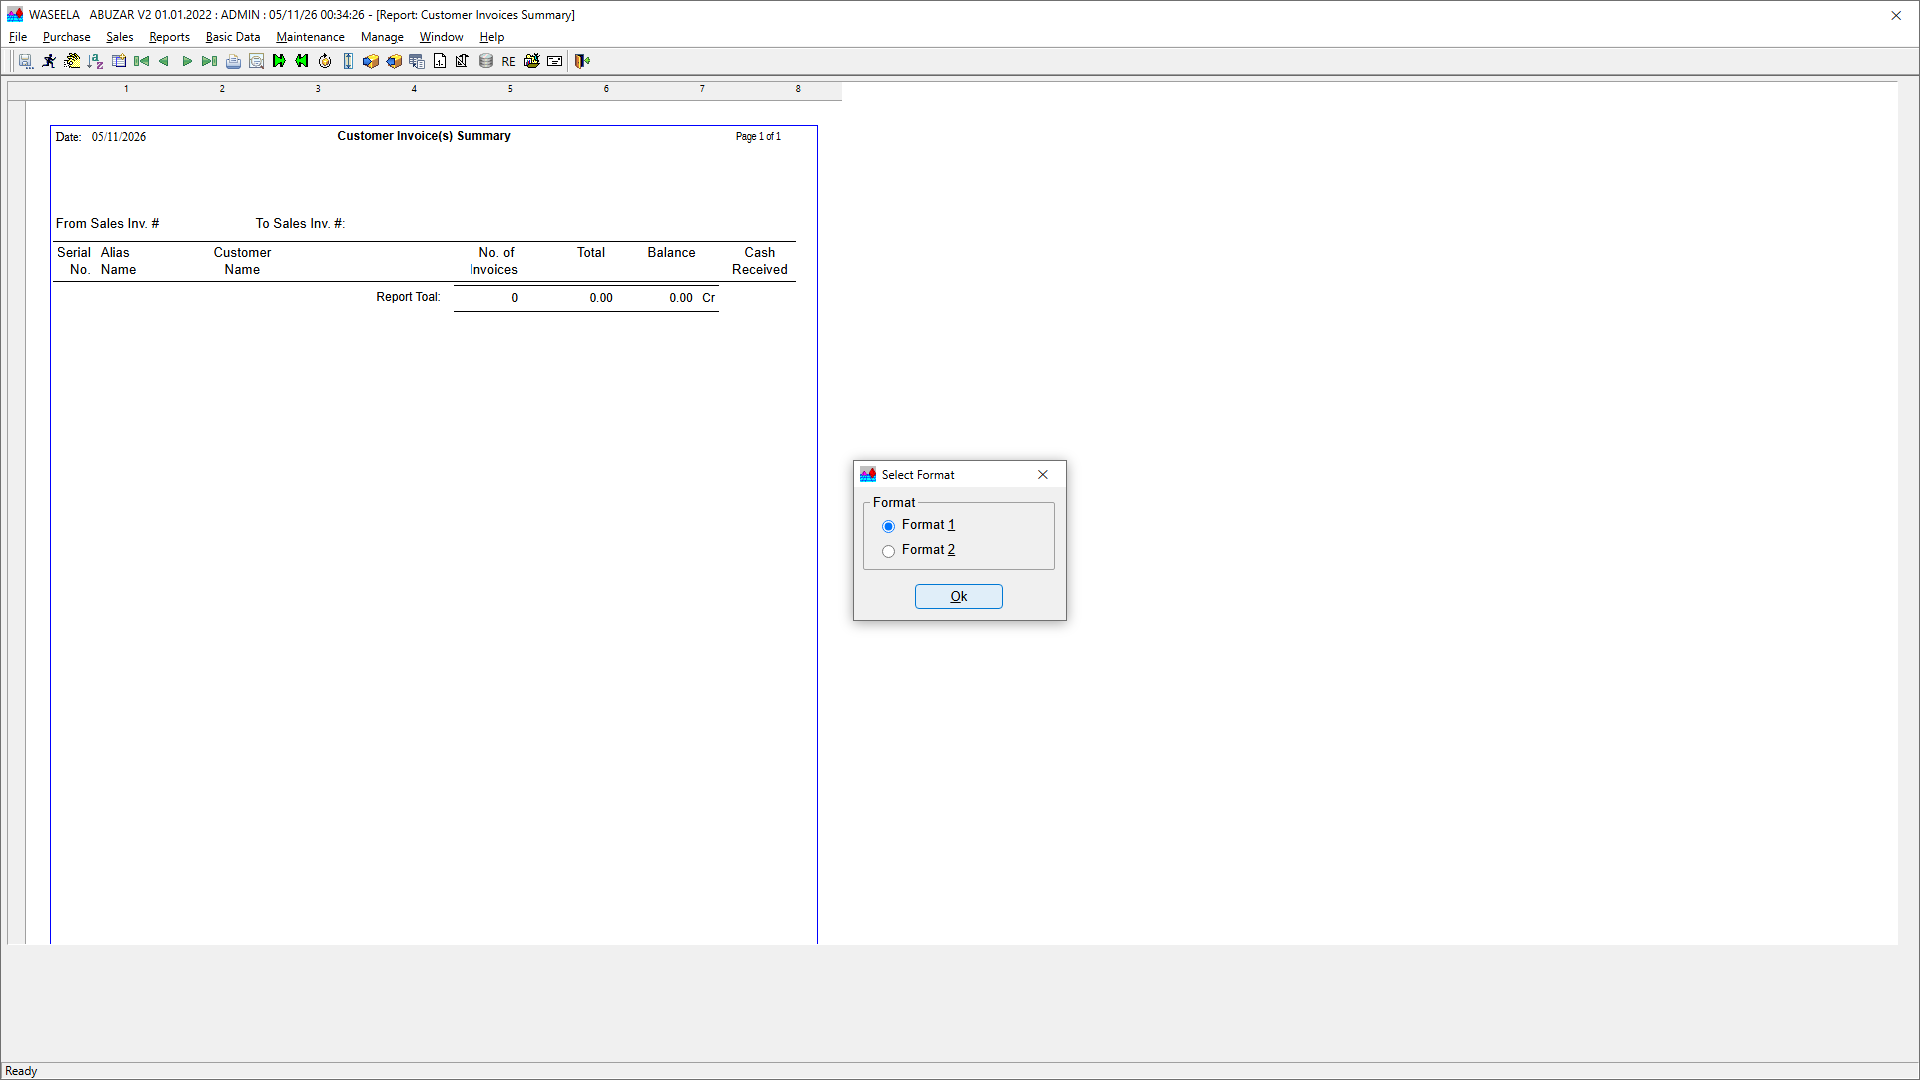 WASEELA   ABUZAR V2 01.01.2022 : ADMIN : 05/11/26 00:34:26 - [Report: Customer Invoices Summary]
File Purchase Sales Reports Basic Data Maintenance Manage Window Help
RE
1 2 3 4 5 6 7 8
Date: 05/11/2026 Customer Invoice(s) Summary Page 1 of 1
From Sales Inv. # To Sales Inv. #:
Serial Alias Customer No. of Total Balance Cash
No. Name Name Invoices Received
Report Toal: 0 0.00 0.00 Cr
Select Format
Format
Format 1
Format 2
Ok
Ready